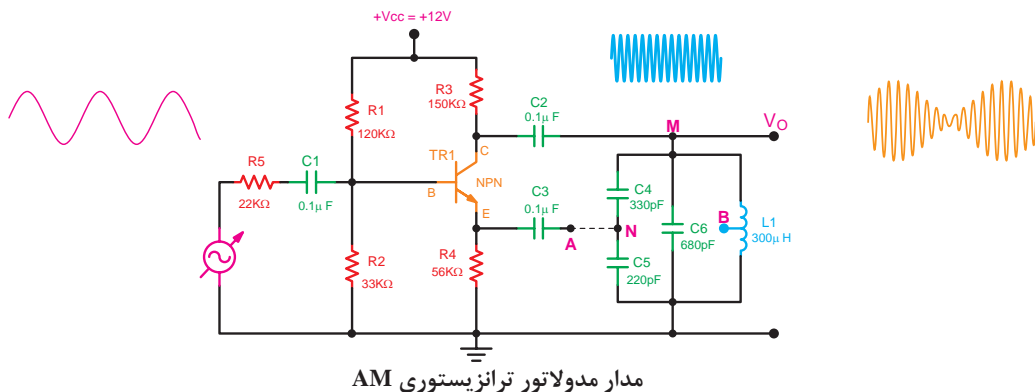 +Vcc = +12V
R3
150KΩ
R1
120KΩ
C2
0.1μ F
M
VO
TR1
C
NPN
B
E
R5
22KΩ
C1
0.1μ F
C3
0.1μ F
A
N
C4
330pF
C6
680pF
B
L1
300μ H
C5
220pF
R2
33KΩ
R4
56KΩ
مدار مدولاتور ترانزیستوری AM